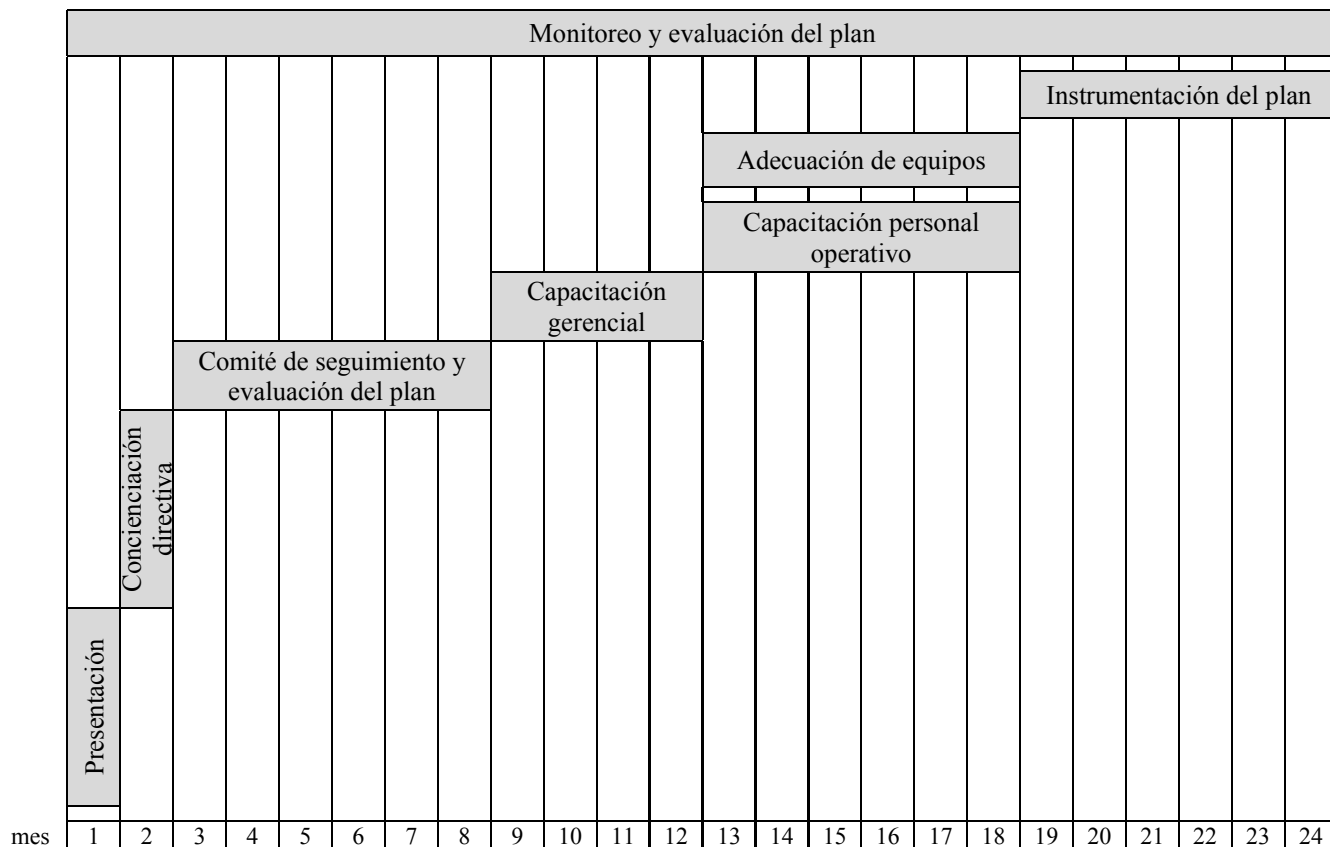 Monitoreo y evaluación del plan
Instrumentación del plan
Adecuación de equipos
Capacitación personal
operativo
Capacitación
gerencial
Comité de seguimiento y
evaluación del plan
Concienciación
directiva
Presentación
mes 1 2 3 4 5 6 7 8 9 10 11 12 13 14 15 16 17 18 19 20 21 22 23 24